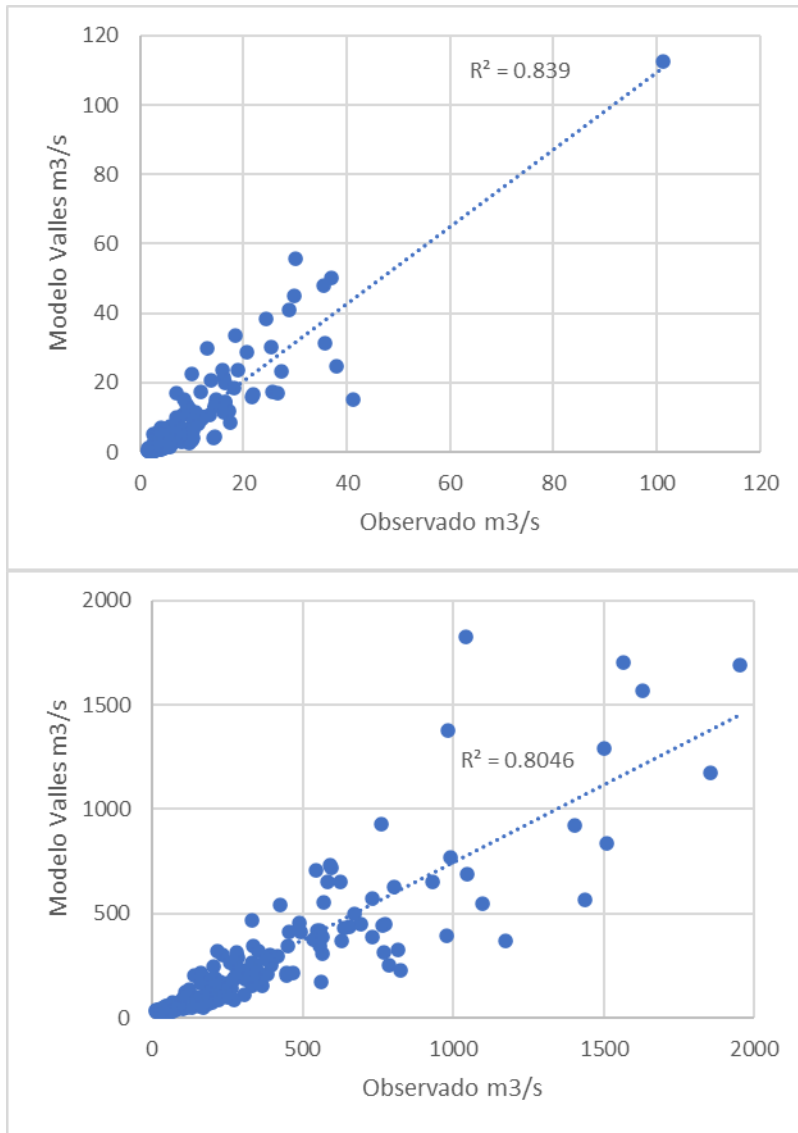 120
100
80
60
40
20
0
Modelo Valles m3/s
R² = 0.839
0 20 40 60 80 100 120
Observado m3/s
2000
1500
1000
500
0
Modelo Valles m3/s
R² = 0.8046
0 500 1000 1500 2000
Observado m3/s